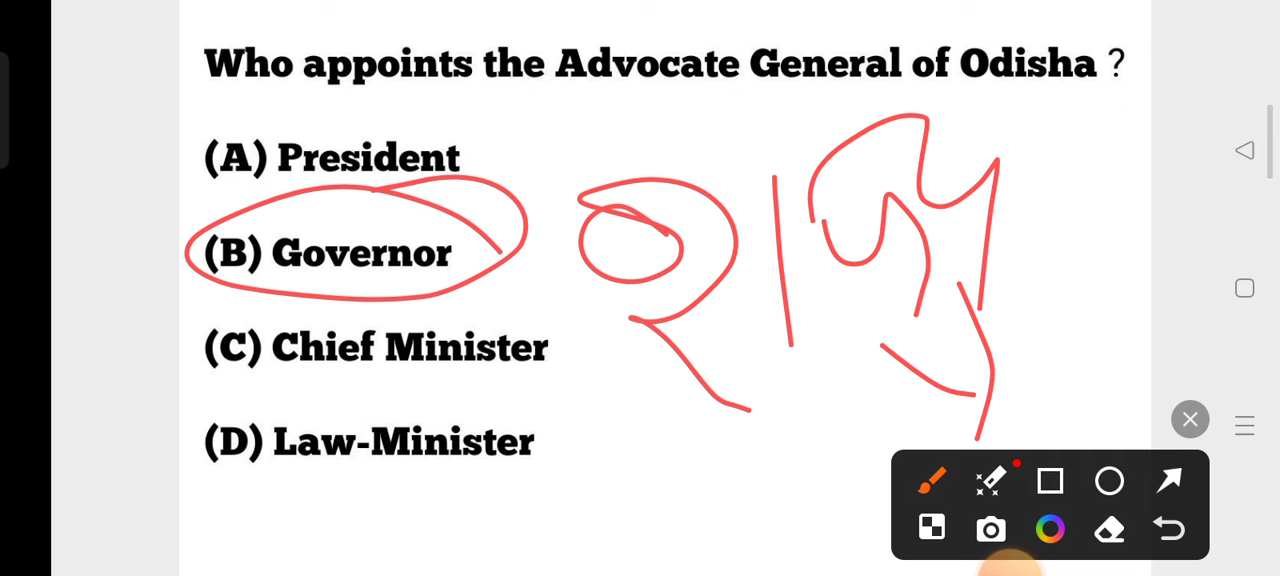 Who appoints the Advocate General of Odisha ?
(A) President
(B) Governor
(C) Chief Minister
(D) Law-Minister